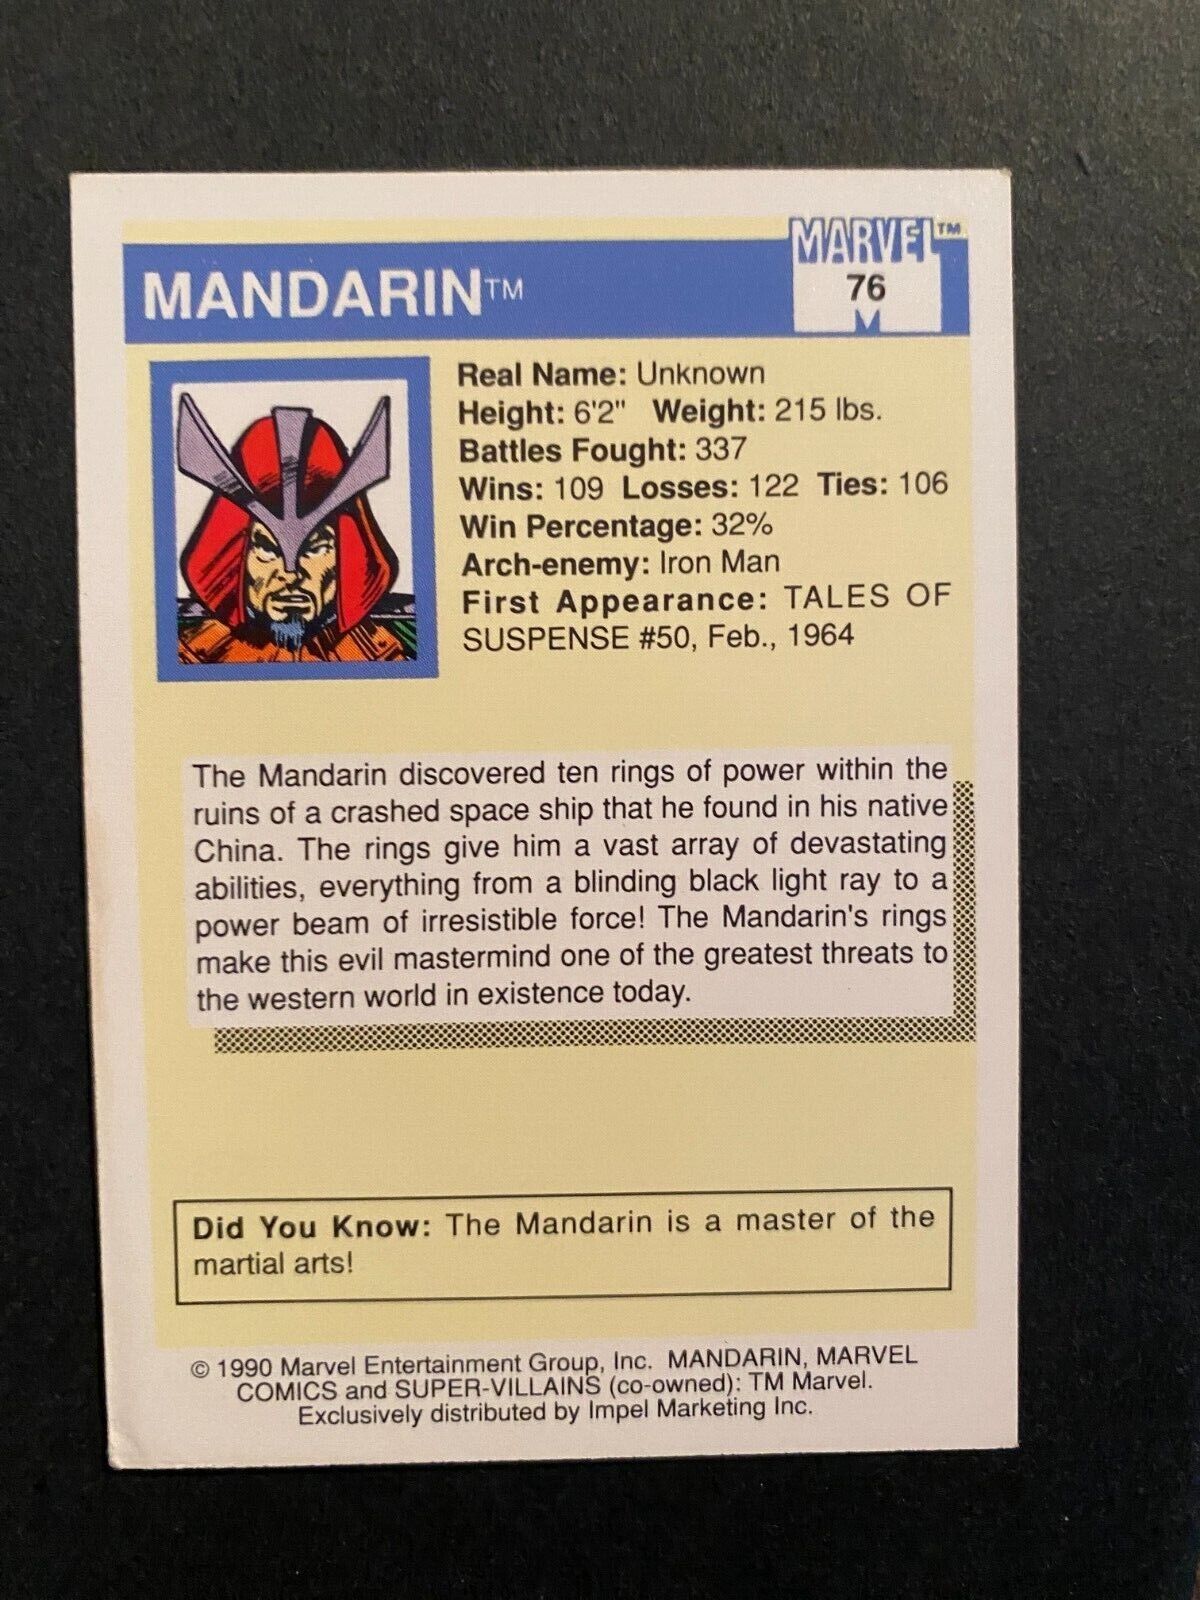 MARVEL™
MANDARIN™
76
Real Name: Unknown
Height: 6'2" Weight: 215 lbs.
Battles Fought: 337
Wins: 109 Losses: 122 Ties: 106
Win Percentage: 32%
Arch-enemy: Iron Man
First Appearance: TALES OF
SUSPENSE #50, Feb., 1964
The Mandarin discovered ten rings of power within the
ruins of a crashed space ship that he found in his native
China. The rings give him a vast array of devastating
abilities, everything from a blinding black light ray to a
power beam of irresistible force! The Mandarin's rings
make this evil mastermind one of the greatest threats to
the western world in existence today.
Did You Know: The Mandarin is a master of the
martial arts!
© 1990 Marvel Entertainment Group, Inc. MANDARIN, MARVEL
COMICS and SUPER-VILLAINS (co-owned): TM Marvel.
Exclusively distributed by Impel Marketing Inc.